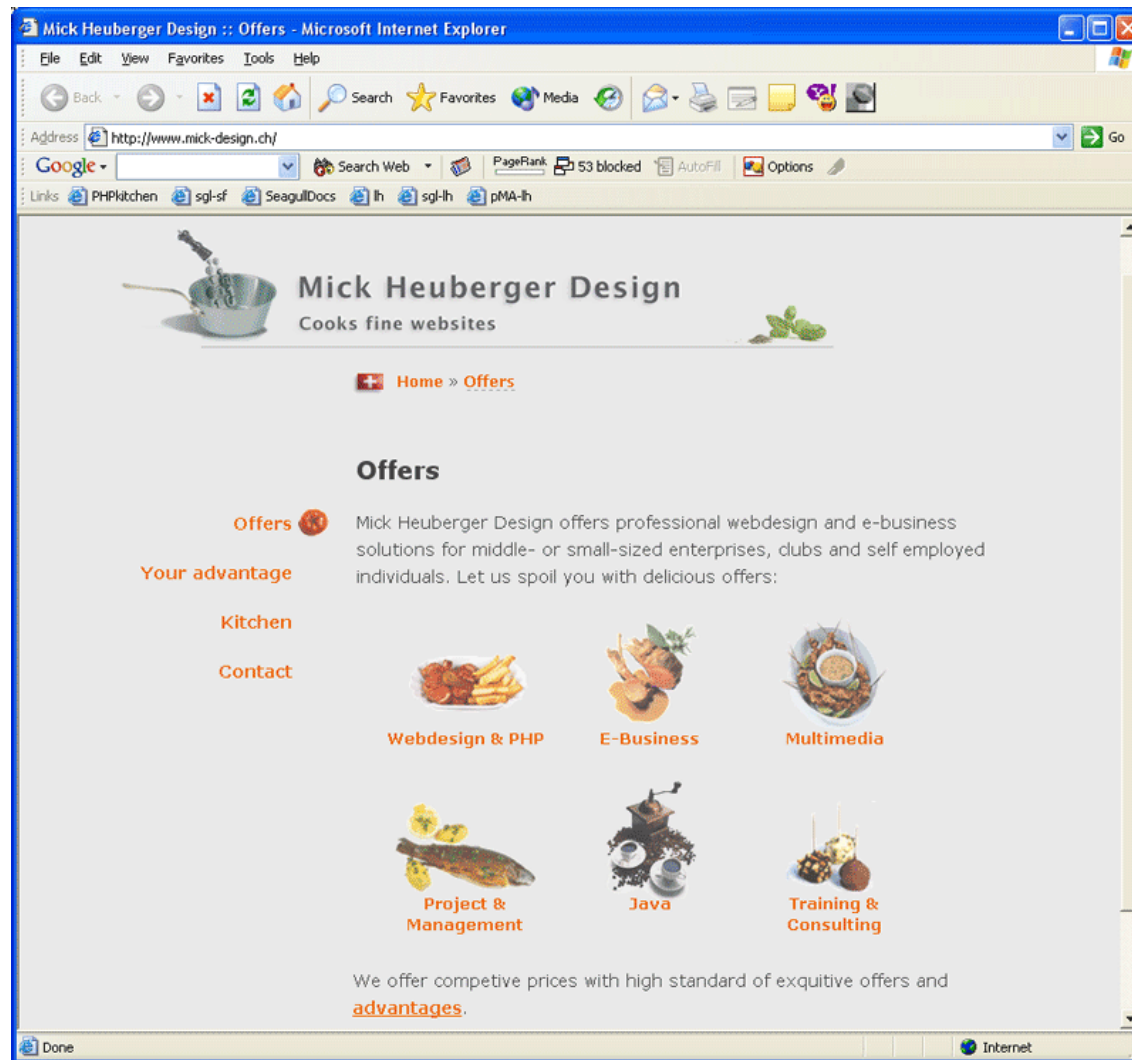 Mick Heuberger Design :: Offers - Microsoft Internet Explorer
File Edit View Favorites Tools Help
Back Search Favorites Media
Address http://www.mick-design.ch/ Go
Google Search Web PageRank 53 blocked AutoFill Options
Links PHPkitchen sgl-sf SeagullDocs lh sgl-lh pMA-lh
Mick Heuberger Design
Cooks fine websites
Home » Offers
Offers
Offers
Your advantage
Kitchen
Contact
Mick Heuberger Design offers professional webdesign and e-business
solutions for middle- or small-sized enterprises, clubs and self employed
individuals. Let us spoil you with delicious offers:
Webdesign & PHP E-Business Multimedia
Project &
Management
Java
Training &
Consulting
We offer competive prices with high standard of exquitive offers and
advantages.
Done Internet